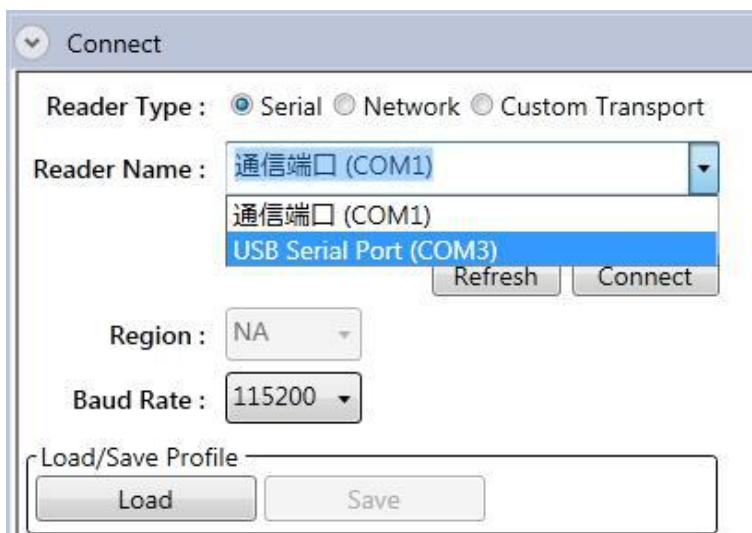 Connect
Reader Type : Serial Network Custom Transport
Reader Name : 通信端口 (COM1)
通信端口 (COM1)
USB Serial Port (COM3)
Refresh Connect
Region : NA
Baud Rate : 115200
Load/Save Profile
Load Save